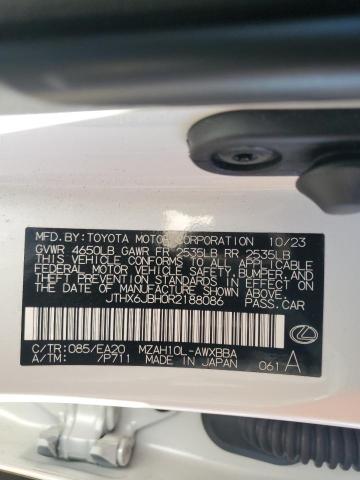 MFD. BY: TOYOTA MOTOR CORPORATION 10/23
GVWR 4650LB GAWR FR 2535LB RR 2535LB
THIS VEHICLE CONFORMS TO ALL APPLICABLE
FEDERAL MOTOR VEHICLE SAFETY, BUMPER, AND
THEFT PREVENTION STANDARDS IN EFFECT ON
THE DATE OF MANUFACTURE SHOWN ABOVE.
JTHX6JBH0R2188086 PASS.CAR
C/TR: 085/EA20 MZAH10L-AWXBBA
A/TM: /P711 MADE IN JAPAN 061 A